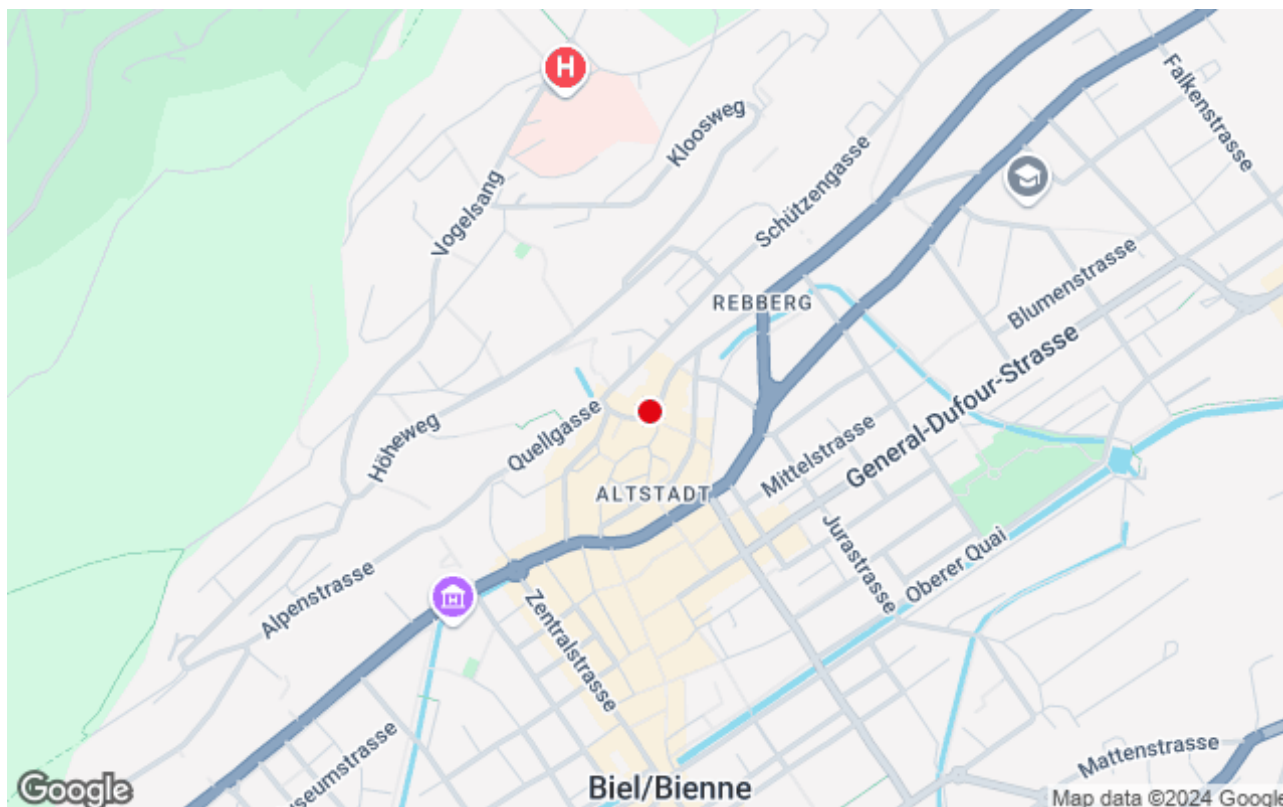 H
Falkenstrasse
Kloosweg
Schützengasse
Vogelsang
REBBERG
Blumenstrasse
General-Dufour-Strasse
Höheweg
Quellgasse
Mittelstrasse
ALTSTADT
Jurastrasse
Oberer Quai
Alpenstrasse
H
Zentralstrasse
useumstrasse
Mattenstrasse
Biel/Bienne
Google
Map data ©2024 Google